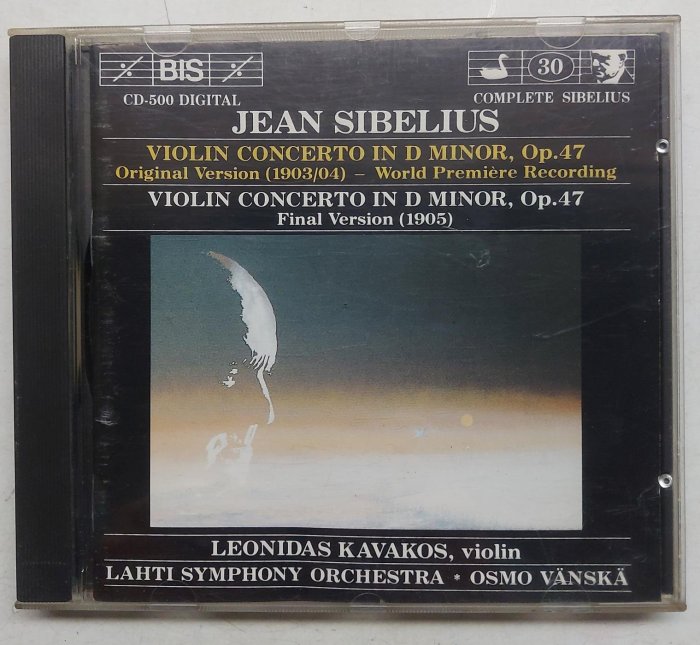 BIS
30
CD-500 DIGITAL
COMPLETE SIBELIUS
JEAN SIBELIUS
VIOLIN CONCERTO IN D MINOR, Op.47
Original Version (1903/04) – World Première Recording
VIOLIN CONCERTO IN D MINOR, Op.47
Final Version (1905)
LEONIDAS KAVAKOS, violin
LAHTI SYMPHONY ORCHESTRA * OSMO VÄNSKÄ